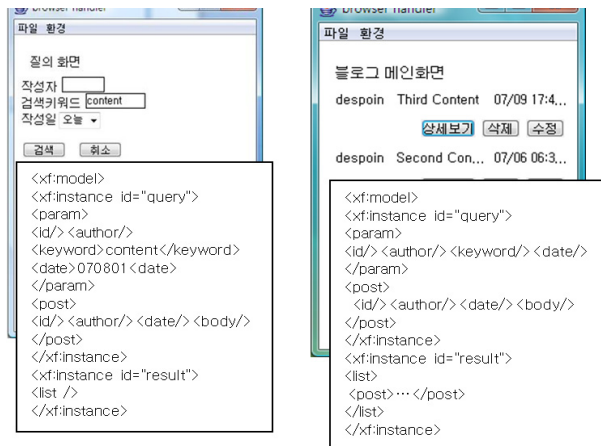 browser handler
파일 환경
질의 화면
작성자
검색키워드 content
작성일 오늘
검색 취소
<xf:model>
<xf:instance id="query">
<param>
<id/> <author/>
<keyword>content</keyword>
<date>070801<date>
</param>
<post>
<id/> <author/> <date/> <body/>
</post>
</xf:instance>
<xf:instance id="result">
<list />
</xf:instance>
browser handler
파일 환경
블로그 메인화면
despoin Third Content 07/09 17:4...
상세보기 삭제 수정
despoin Second Con... 07/06 06:3...
<xf:model>
<xf:instance id="query">
<param>
<id/> <author/> <keyword/> <date/>
</param>
<post>
<id/> <author/> <date/> <body/>
</post>
</xf:instance>
<xf:instance id="result">
<list>
<post>⋯</post>
</list>
</xf:instance>